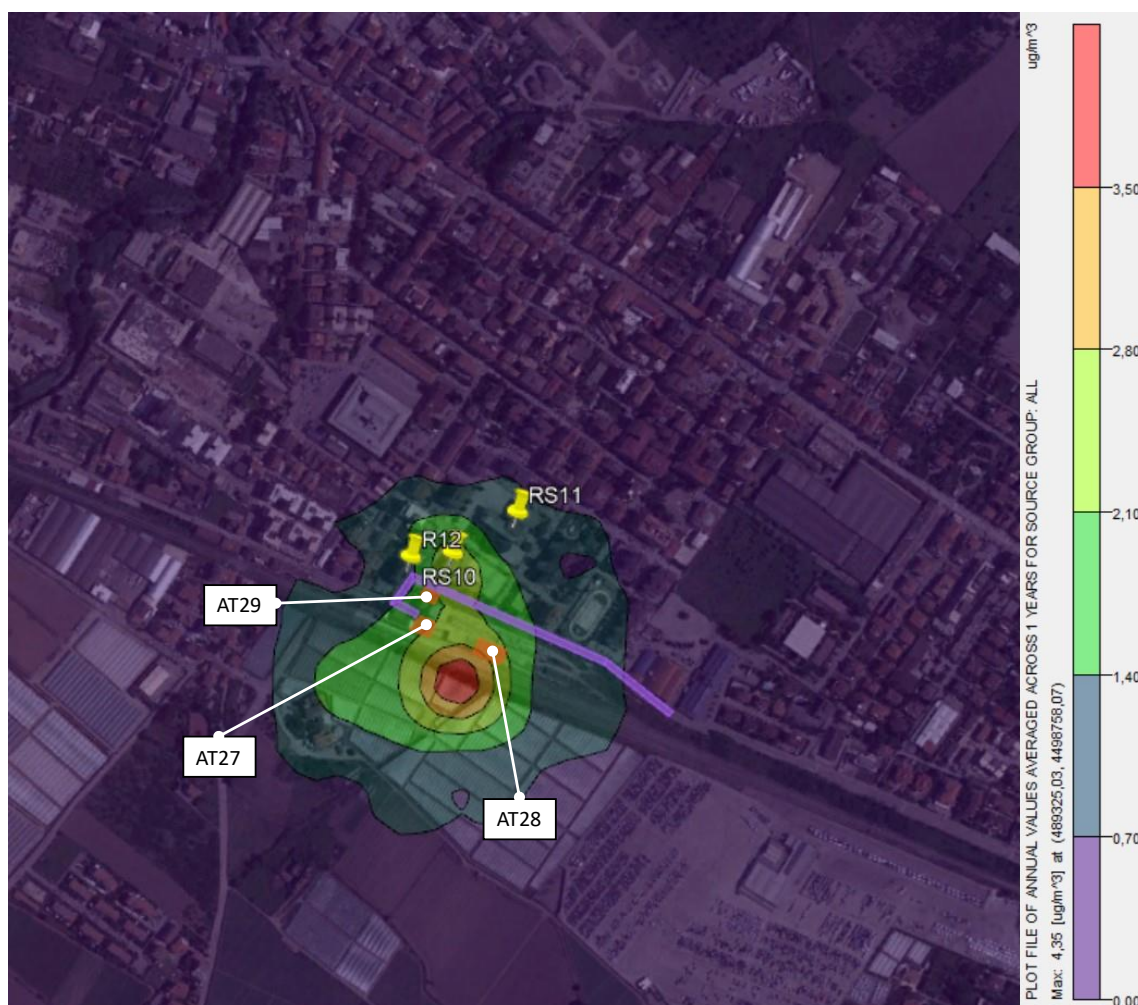 RS11
R12
RS10
AT29
AT27
AT28
ug/m^3
PLOT FILE OF ANNUAL VALUES AVERAGED ACROSS 1 YEARS FOR SOURCE GROUP: ALL
Max: 4,35 [ug/m^3] at (489325,03, 4498758,07)
3,50
2,80
2,10
1,40
0,70
0,00